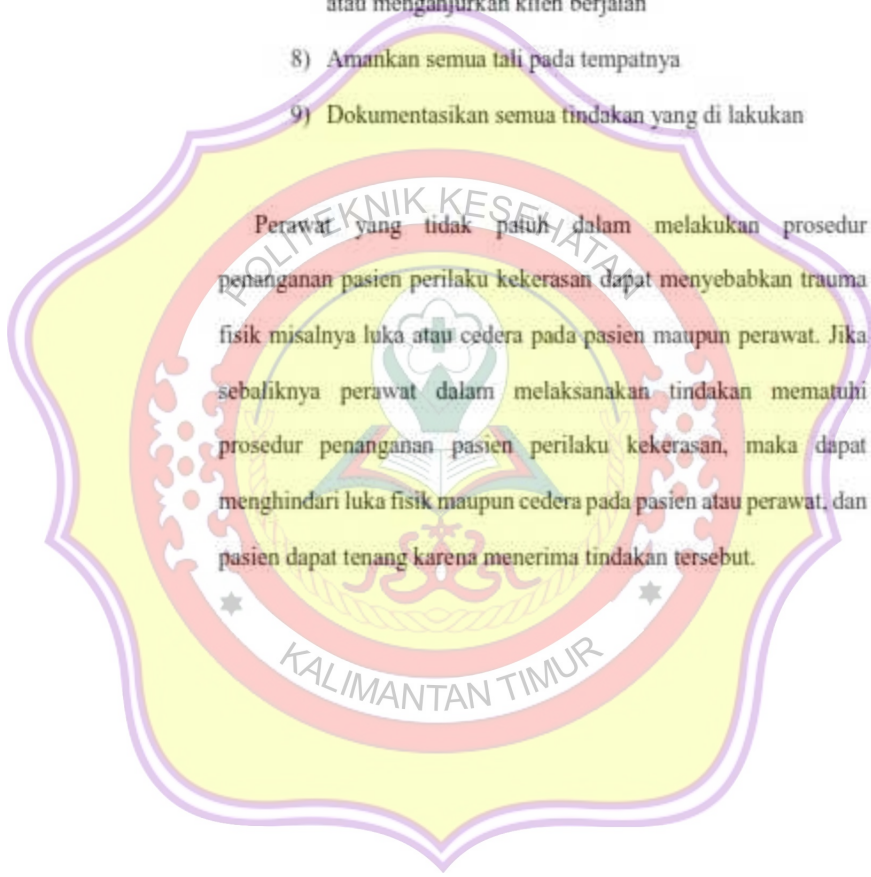 atau menganjurkan klien berjalan
8) Amankan semua tali pada tempatnya
9) Dokumentasikan semua tindakan yang di lakukan
POLITEKNIK KESEHATAN
Perawat yang tidak patuh dalam melakukan prosedur
penanganan pasien perilaku kekerasan dapat menyebabkan trauma
fisik misalnya luka atau cedera pada pasien maupun perawat. Jika
sebaliknya perawat dalam melaksanakan tindakan mematuhi
prosedur penanganan pasien perilaku kekerasan, maka dapat
menghindari luka fisik maupun cedera pada pasien atau perawat, dan
pasien dapat tenang karena menerima tindakan tersebut.
KALIMANTAN TIMUR